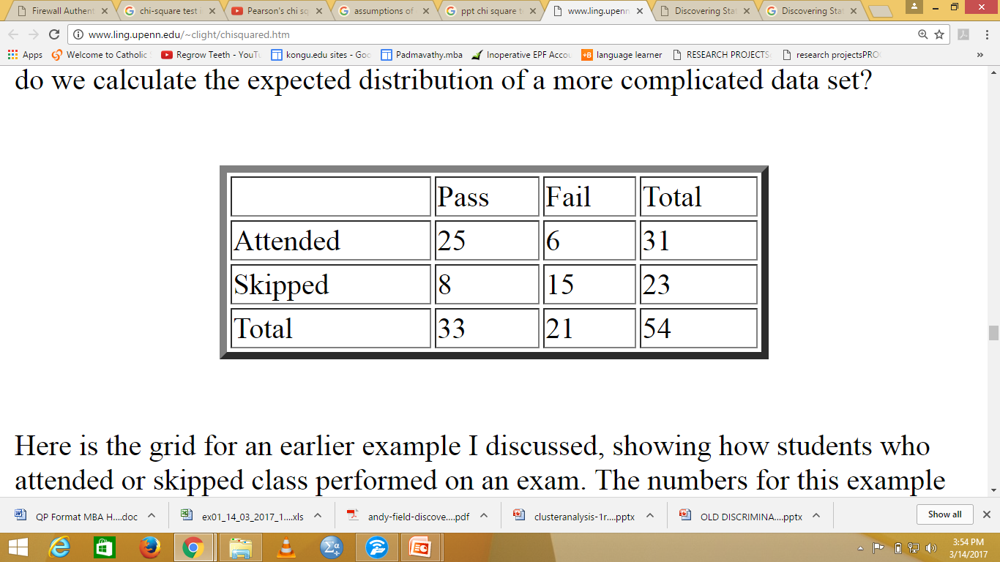 Firewall Authent
chi-square test
Pearson's chi sq
assumptions of
ppt chi square t
www.ling.upenn
Discovering Stat
Discovering Stat
www.ling.upenn.edu/~clight/chisquared.htm
Apps
Welcome to Catholic
Regrow Teeth - YouTu
kongu.edu sites - Goo
Padmavathy.mba
Inoperative EPF Accou
language learner
RESEARCH PROJECTS
research projectsPRO
»
do we calculate the expected distribution of a more complicated data set?
Pass Fail Total
Attended 25 6 31
Skipped 8 15 23
Total 33 21 54
Here is the grid for an earlier example I discussed, showing how students who
attended or skipped class performed on an exam. The numbers for this example
QP Format MBA H....doc
ex01_14_03_2017_1....xls
andy-field-discove....pdf
clusteranalysis-1r....pptx
OLD DISCRIMINA....pptx
Show all
3:54 PM
3/14/2017